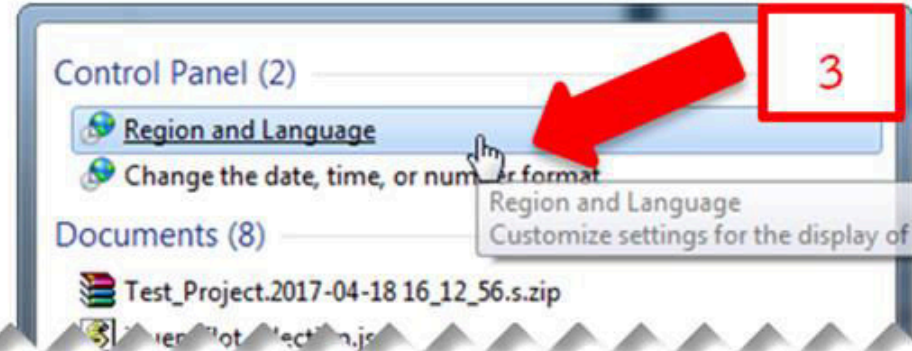 3
Control Panel (2)
Region and Language
Change the date, time, or number format
Region and Language
Customize settings for the display of
Documents (8)
Test_Project.2017-04-18 16_12_56.s.zip